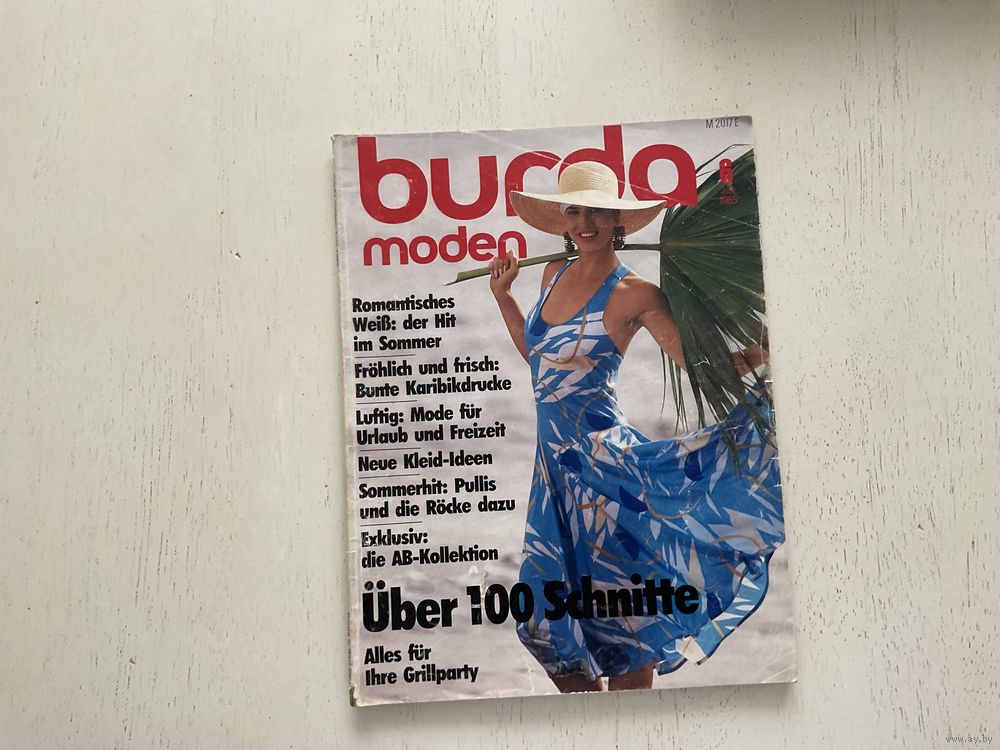 M 2017 E
burda
moden
6
1985
Romantisches
Weiß: der Hit
im Sommer
Fröhlich und frisch:
Bunte Karibikdrucke
Luftig: Mode für
Urlaub und Freizeit
Neue Kleid-Ideen
Sommerhit: Pullis
und die Röcke dazu
Exklusiv:
die AB-Kollektion
Über 100 Schnitte
Alles für
Ihre Grillparty
www.ay.by